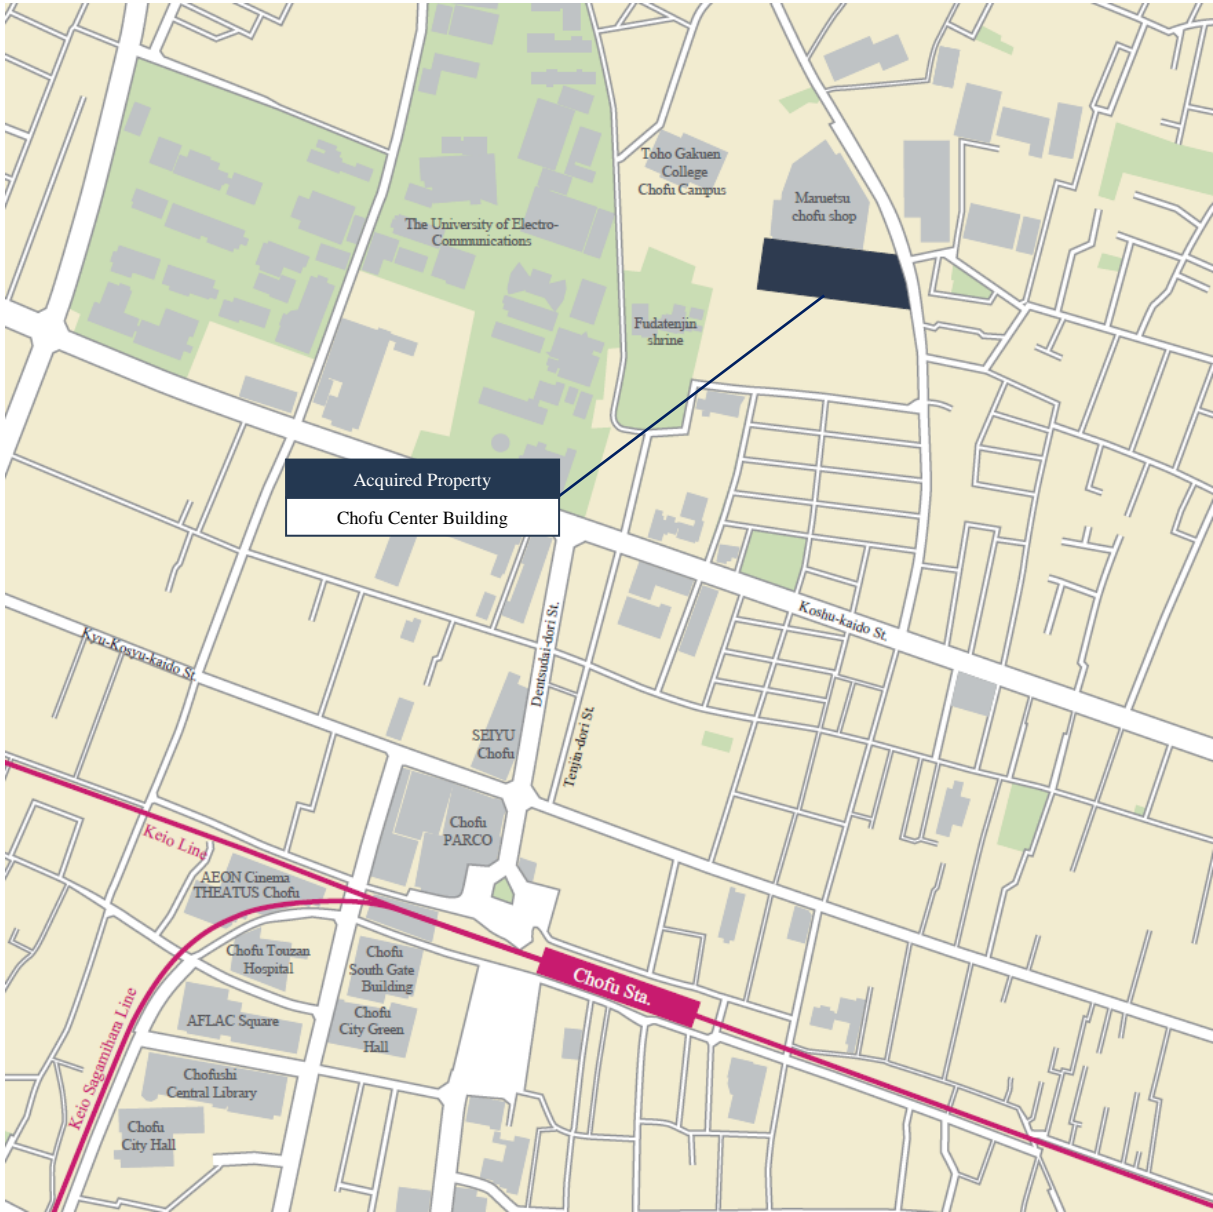 Toho Gakuen
College
Chofu Campus
Maruetsu
chofu shop
The University of Electro-
Communications
Fudatenjin
shrine
Acquired Property
Chofu Center Building
Koshu-kaido St.
Kyu-Kosyu-kaido St.
Dentsudai-dori St.
Tenjin-dori St.
SEIYU
Chofu
Chofu
PARCO
Keio Line
AEON Cinema
THEATUS Chofu
Chofu Touzan
Hospital
Chofu
South Gate
Building
Chofu Sta.
Keio Sagamihara Line
AFLAC Square
Chofu
City Green
Hall
Chofushi
Central Library
Chofu
City Hall